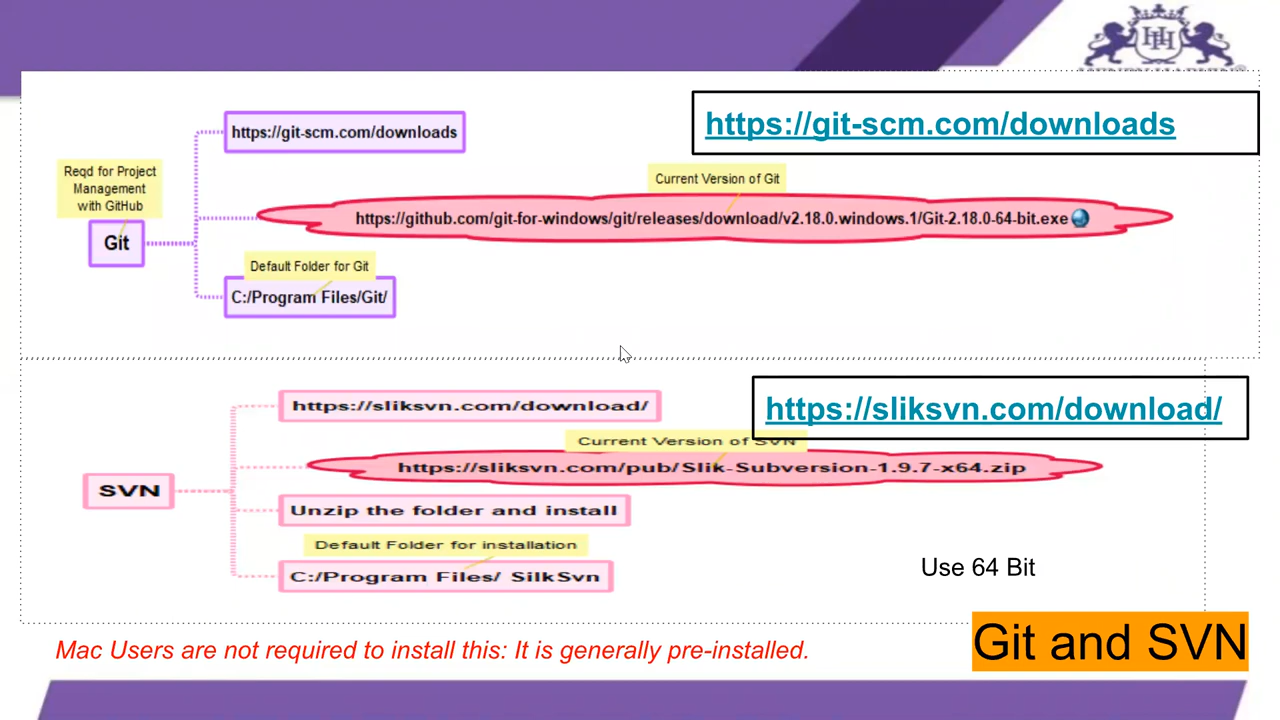 https://git-scm.com/downloads
https://git-scm.com/downloads
Reqd for Project
Management
with GitHub
Git
Current Version of Git
https://github.com/git-for-windows/git/releases/download/v2.18.0.windows.1/Git-2.18.0-64-bit.exe
Default Folder for Git
C:/Program Files/Git/
https://sliksvn.com/download/
https://sliksvn.com/download/
Current Version of SVN
https://sliksvn.com/pub/Slik-Subversion-1.9.7-x64.zip
SVN
Unzip the folder and install
Default Folder for installation
C:/Program Files/ SilkSvn
Use 64 Bit
Git and SVN
Mac Users are not required to install this: It is generally pre-installed.